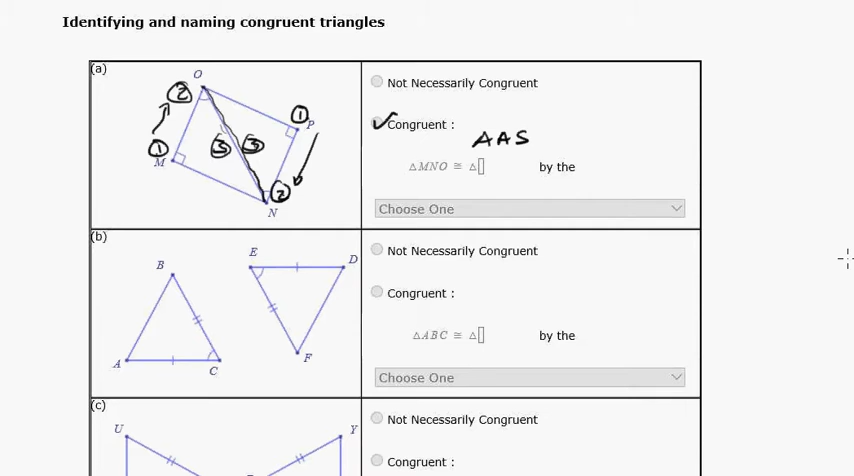 Identifying and naming congruent triangles
(a)
O
②
① P
①
M
③ ③
②
N
Not Necessarily Congruent
Congruent :
AAS
△MNO ≅ △▯ by the
Choose One
(b)
B
E
D
A
C
F
Not Necessarily Congruent
Congruent :
△ABC ≅ △▯ by the
Choose One
(c)
U
Y
Not Necessarily Congruent
Congruent :